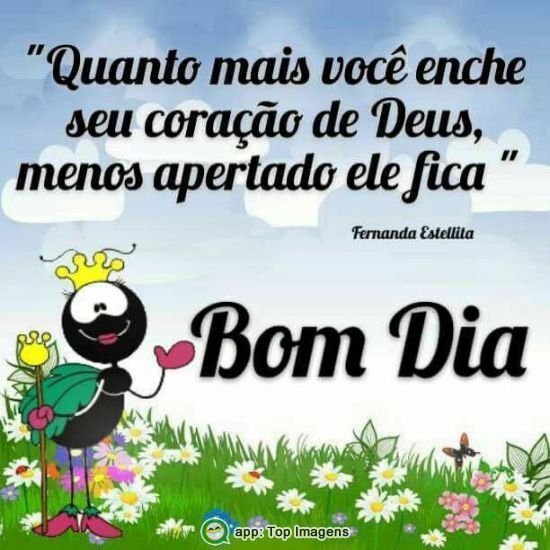 "Quanto mais você enche
seu coração de Deus,
menos apertado ele fica "
Fernanda Estellita
Bom Dia
app: Top Imagens